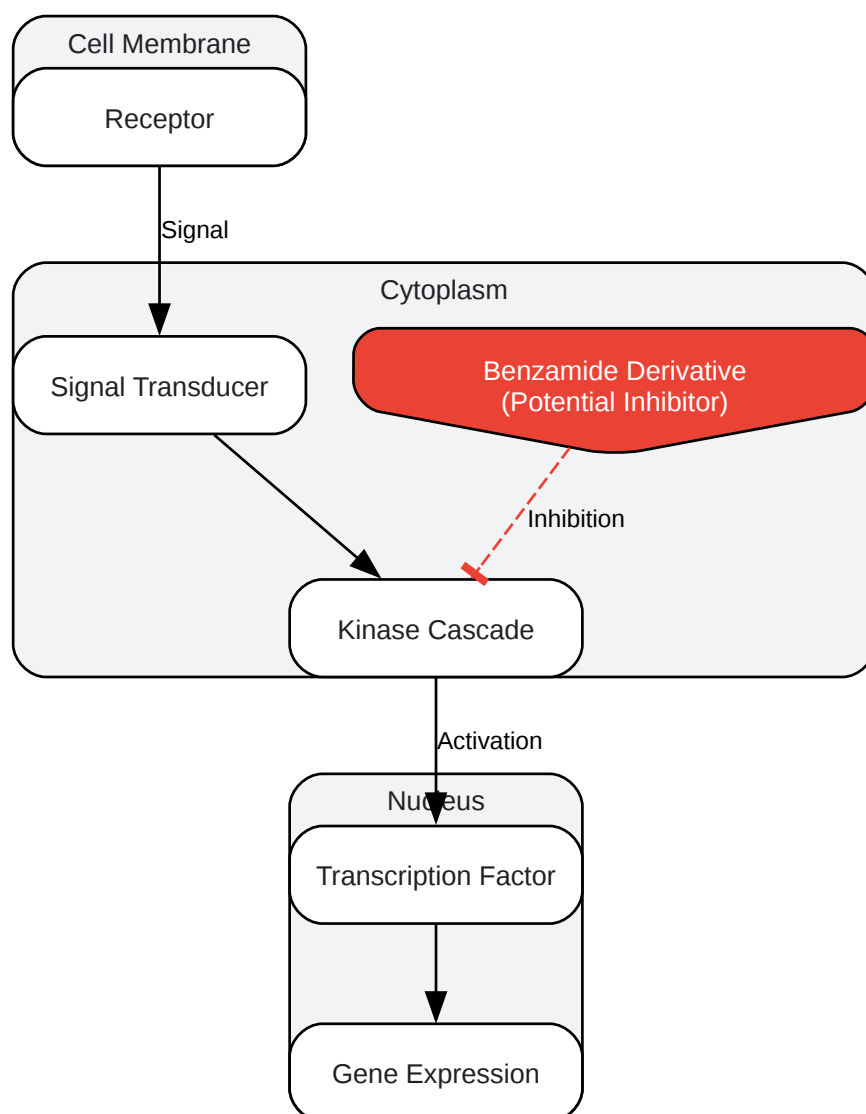 Cell Membrane
Receptor
Signal
Cytoplasm
Signal Transducer
Benzamide Derivative
(Potential Inhibitor)
Inhibition
Kinase Cascade
Activation
Nucleus
Transcription Factor
Gene Expression